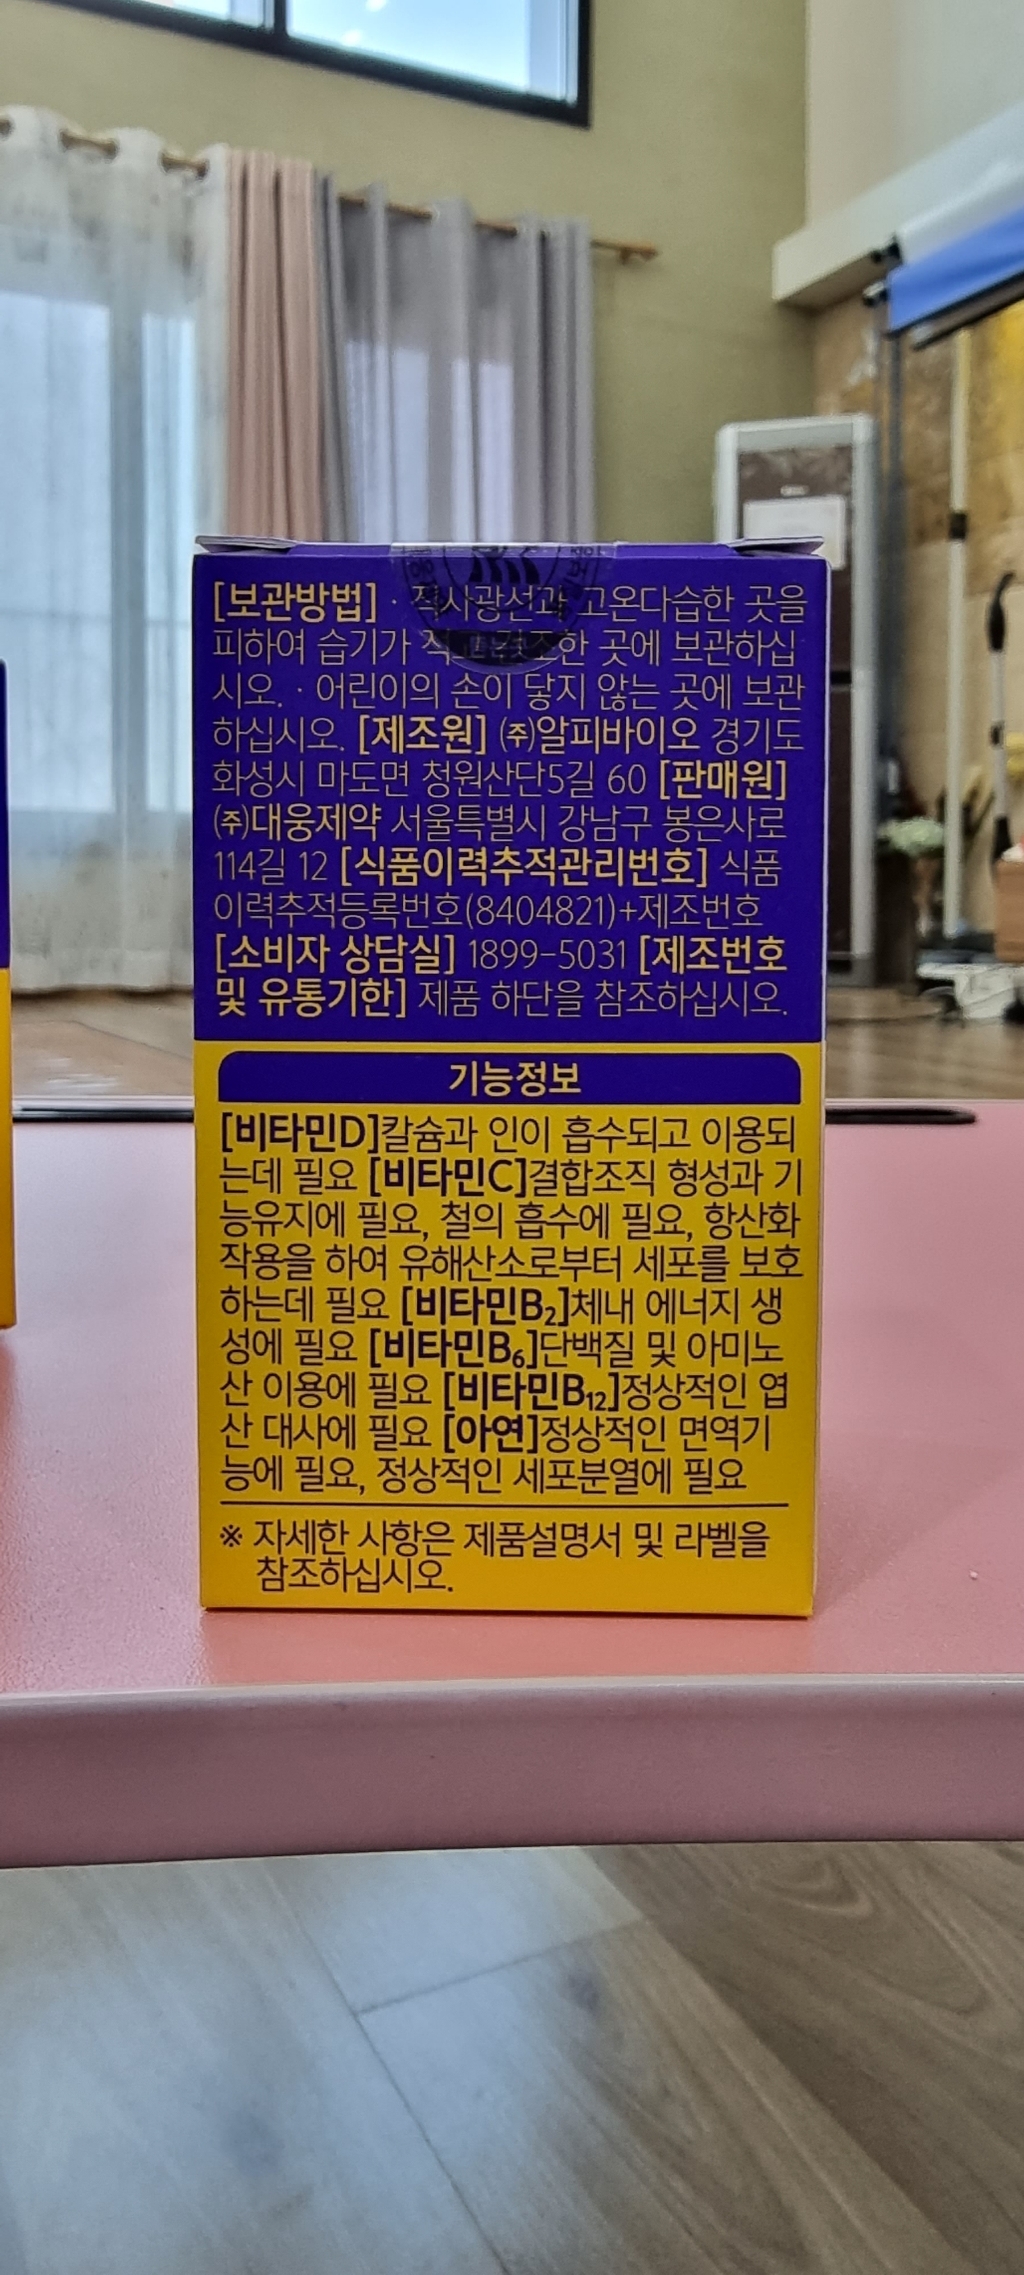 [보관방법] · 직사광선과 고온다습한 곳을
피하여 습기가 적고 건조한 곳에 보관하십
시오. · 어린이의 손이 닿지 않는 곳에 보관
하십시오. [제조원] ㈜알피바이오 경기도
화성시 마도면 청원산단5길 60 [판매원]
㈜대웅제약 서울특별시 강남구 봉은사로
114길 12 [식품이력추적관리번호] 식품
이력추적등록번호(8404821)+제조번호
[소비자 상담실] 1899-5031 [제조번호
및 유통기한] 제품 하단을 참조하십시오.
기능정보
[비타민D]칼슘과 인이 흡수되고 이용되
는데 필요 [비타민C]결합조직 형성과 기
능유지에 필요, 철의 흡수에 필요, 항산화
작용을 하여 유해산소로부터 세포를 보호
하는데 필요 [비타민B₂]체내 에너지 생
성에 필요 [비타민B₆]단백질 및 아미노
산 이용에 필요 [비타민B₁₂]정상적인 엽
산 대사에 필요 [아연]정상적인 면역기
능에 필요, 정상적인 세포분열에 필요
※ 자세한 사항은 제품설명서 및 라벨을
참조하십시오.